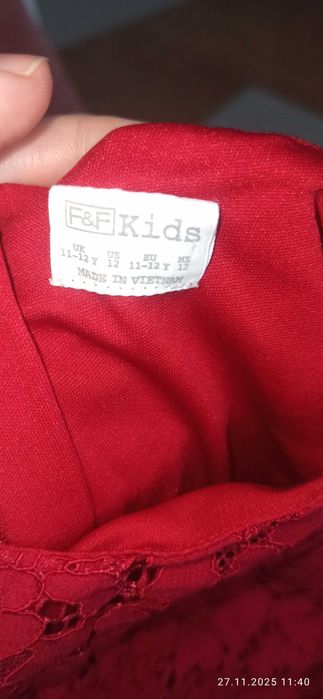 F&F Kids
UK US EU MX
11-12 Y 12 11-12 Y 12
MADE IN VIETNAM
27.11.2025 11:40